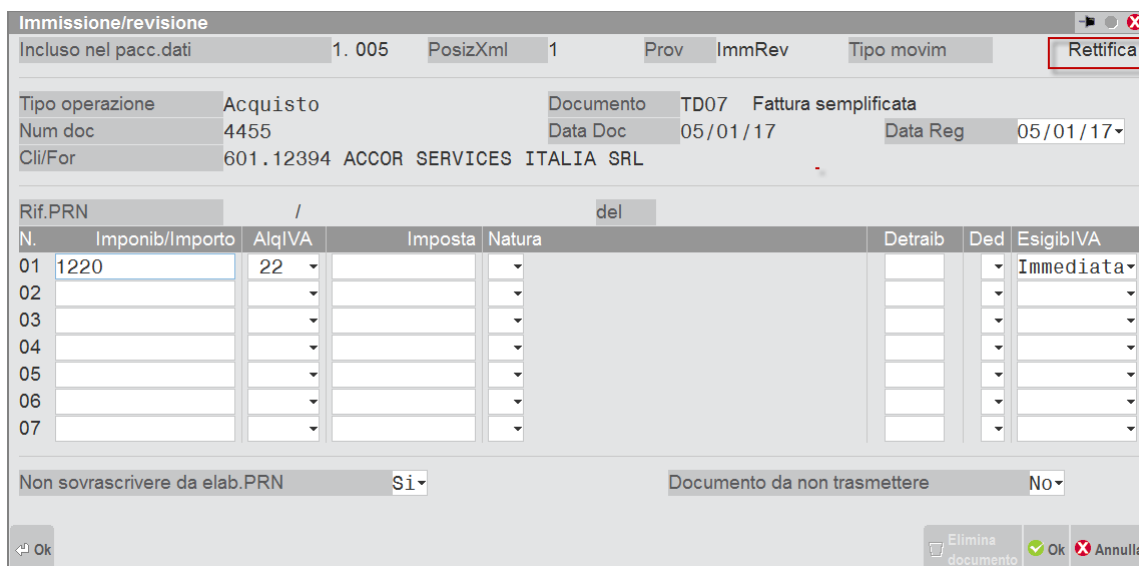 Immissione/revisione
Incluso nel pacc.dati 1. 005 PosizXml 1 Prov ImmRev Tipo movim Rettifica
Tipo operazione Acquisto Documento TD07 Fattura semplificata
Num doc 4455 Data Doc 05/01/17 Data Reg 05/01/17
Cli/For 601.12394 ACCOR SERVICES ITALIA SRL
Rif.PRN / del
N. Imponib/Importo AlqIVA Imposta Natura Detraib Ded EsigibIVA
01 1220 22 Immediata
02
03
04
05
06
07
Non sovrascrivere da elab.PRN Si Documento da non trasmettere No
Ok Elimina documento Ok Annulla